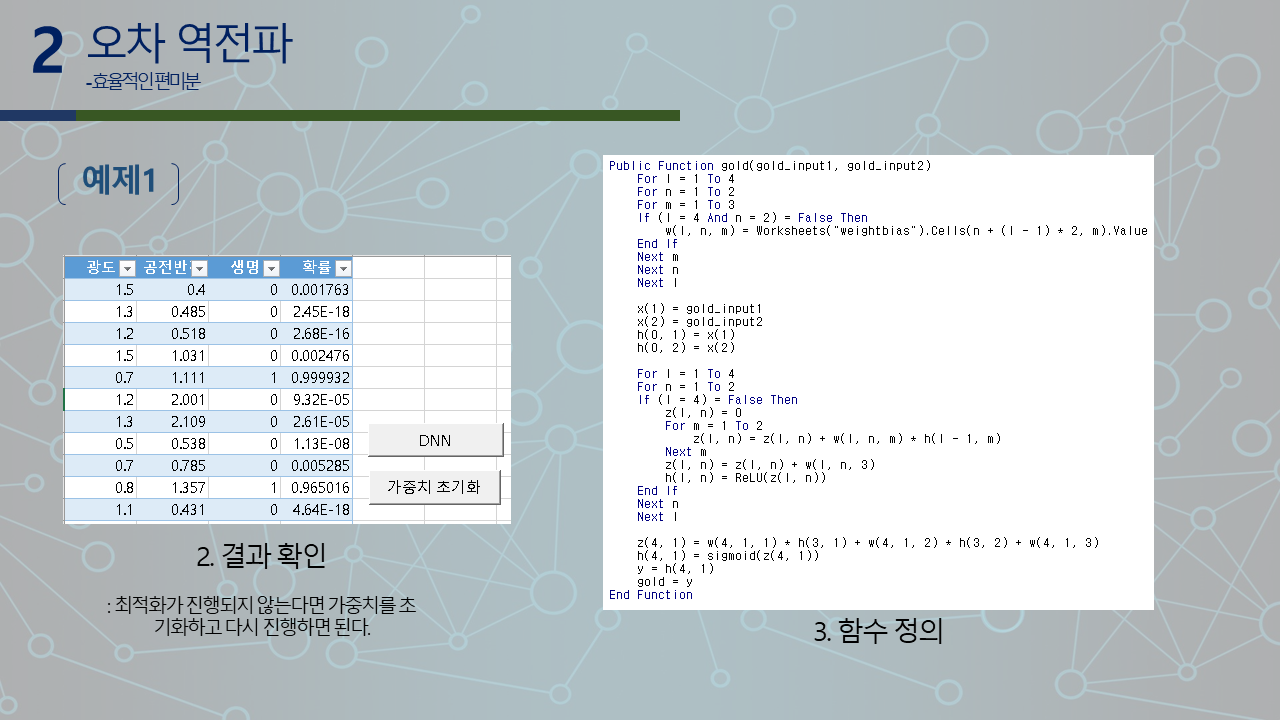 2 오차 역전파
-효율적인 편미분
예제1
광도 공전반 생명 확률
1.5 0.4 0 0.001763
1.3 0.485 0 2.45E-18
1.2 0.518 0 2.68E-16
1.5 1.031 0 0.002476
0.7 1.111 1 0.999932
1.2 2.001 0 9.32E-05
1.3 2.109 0 2.61E-05
0.5 0.538 0 1.13E-08
0.7 0.785 0 0.005285
0.8 1.357 1 0.965016
1.1 0.431 0 4.64E-18
DNN
가중치 초기화
2. 결과 확인
: 최적화가 진행되지 않는다면 가중치를 초
기화하고 다시 진행하면 된다.
Public Function gold(gold_input1, gold_input2)
For l = 1 To 4
For n = 1 To 2
For m = 1 To 3
If (l = 4 And n = 2) = False Then
w(l, n, m) = Worksheets("weightbias").Cells(n + (l - 1) * 2, m).Value
End If
Next m
Next n
Next l
x(1) = gold_input1
x(2) = gold_input2
h(0, 1) = x(1)
h(0, 2) = x(2)
For l = 1 To 4
For n = 1 To 2
If (l = 4) = False Then
z(l, n) = 0
For m = 1 To 2
z(l, n) = z(l, n) + w(l, n, m) * h(l - 1, m)
Next m
z(l, n) = z(l, n) + w(l, n, 3)
h(l, n) = ReLU(z(l, n))
End If
Next n
Next l
z(4, 1) = w(4, 1, 1) * h(3, 1) + w(4, 1, 2) * h(3, 2) + w(4, 1, 3)
h(4, 1) = sigmoid(z(4, 1))
y = h(4, 1)
gold = y
End Function
3. 함수 정의